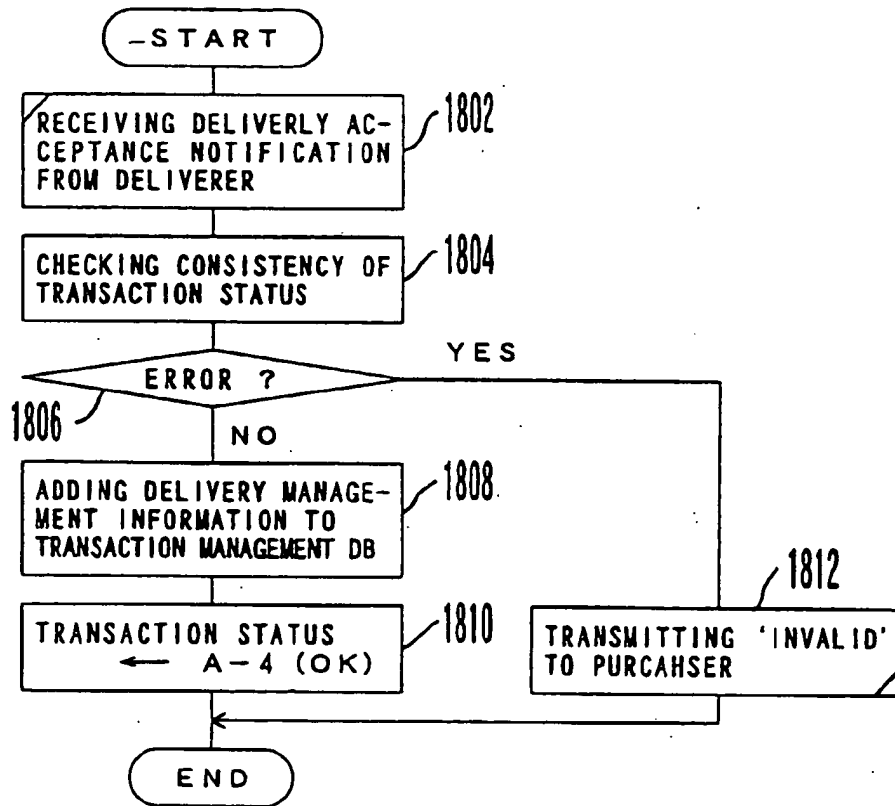 START
RECEIVING DELIVERLY AC-
CEPTANCE NOTIFICATION
FROM DELIVERER
1802
CHECKING CONSISTENCY OF
TRANSACTION STATUS
1804
ERROR ?
YES
1806
NO
ADDING DELIVERY MANAGE-
MENT INFORMATION TO
TRANSACTION MANAGEMENT DB
1808
TRANSACTION STATUS
← A-4 (OK)
1810
1812
TRANSMITTING 'INVALID'
TO PURCAHSER
END